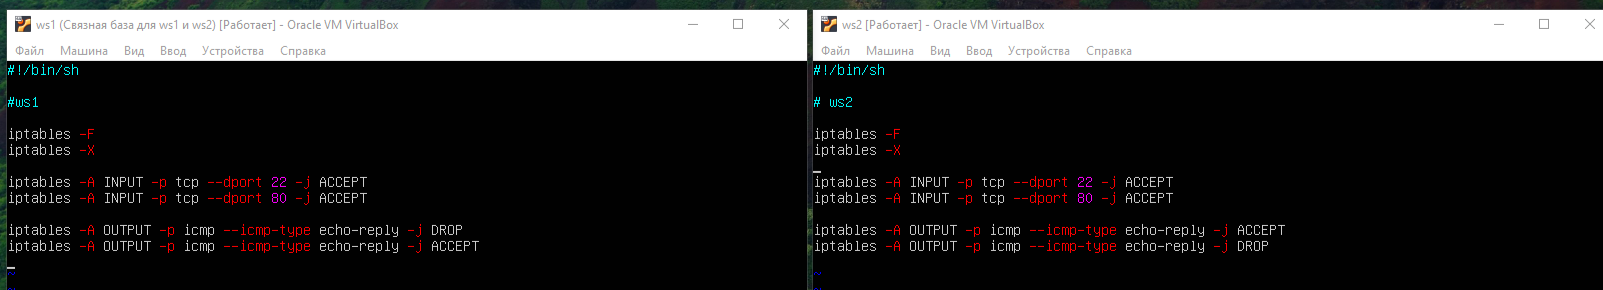 ws1 (Связная база для ws1 и ws2) [Работает] - Oracle VM VirtualBox
Файл Машина Вид Ввод Устройства Справка
#!/bin/sh
#ws1
iptables -F
iptables -X
iptables -A INPUT -p tcp --dport 22 -j ACCEPT
iptables -A INPUT -p tcp --dport 80 -j ACCEPT
iptables -A OUTPUT -p icmp --icmp-type echo-reply -j DROP
iptables -A OUTPUT -p icmp --icmp-type echo-reply -j ACCEPT
~
ws2 [Работает] - Oracle VM VirtualBox
Файл Машина Вид Ввод Устройства Справка
#!/bin/sh
# ws2
iptables -F
iptables -X
iptables -A INPUT -p tcp --dport 22 -j ACCEPT
iptables -A INPUT -p tcp --dport 80 -j ACCEPT
iptables -A OUTPUT -p icmp --icmp-type echo-reply -j ACCEPT
iptables -A OUTPUT -p icmp --icmp-type echo-reply -j DROP
~